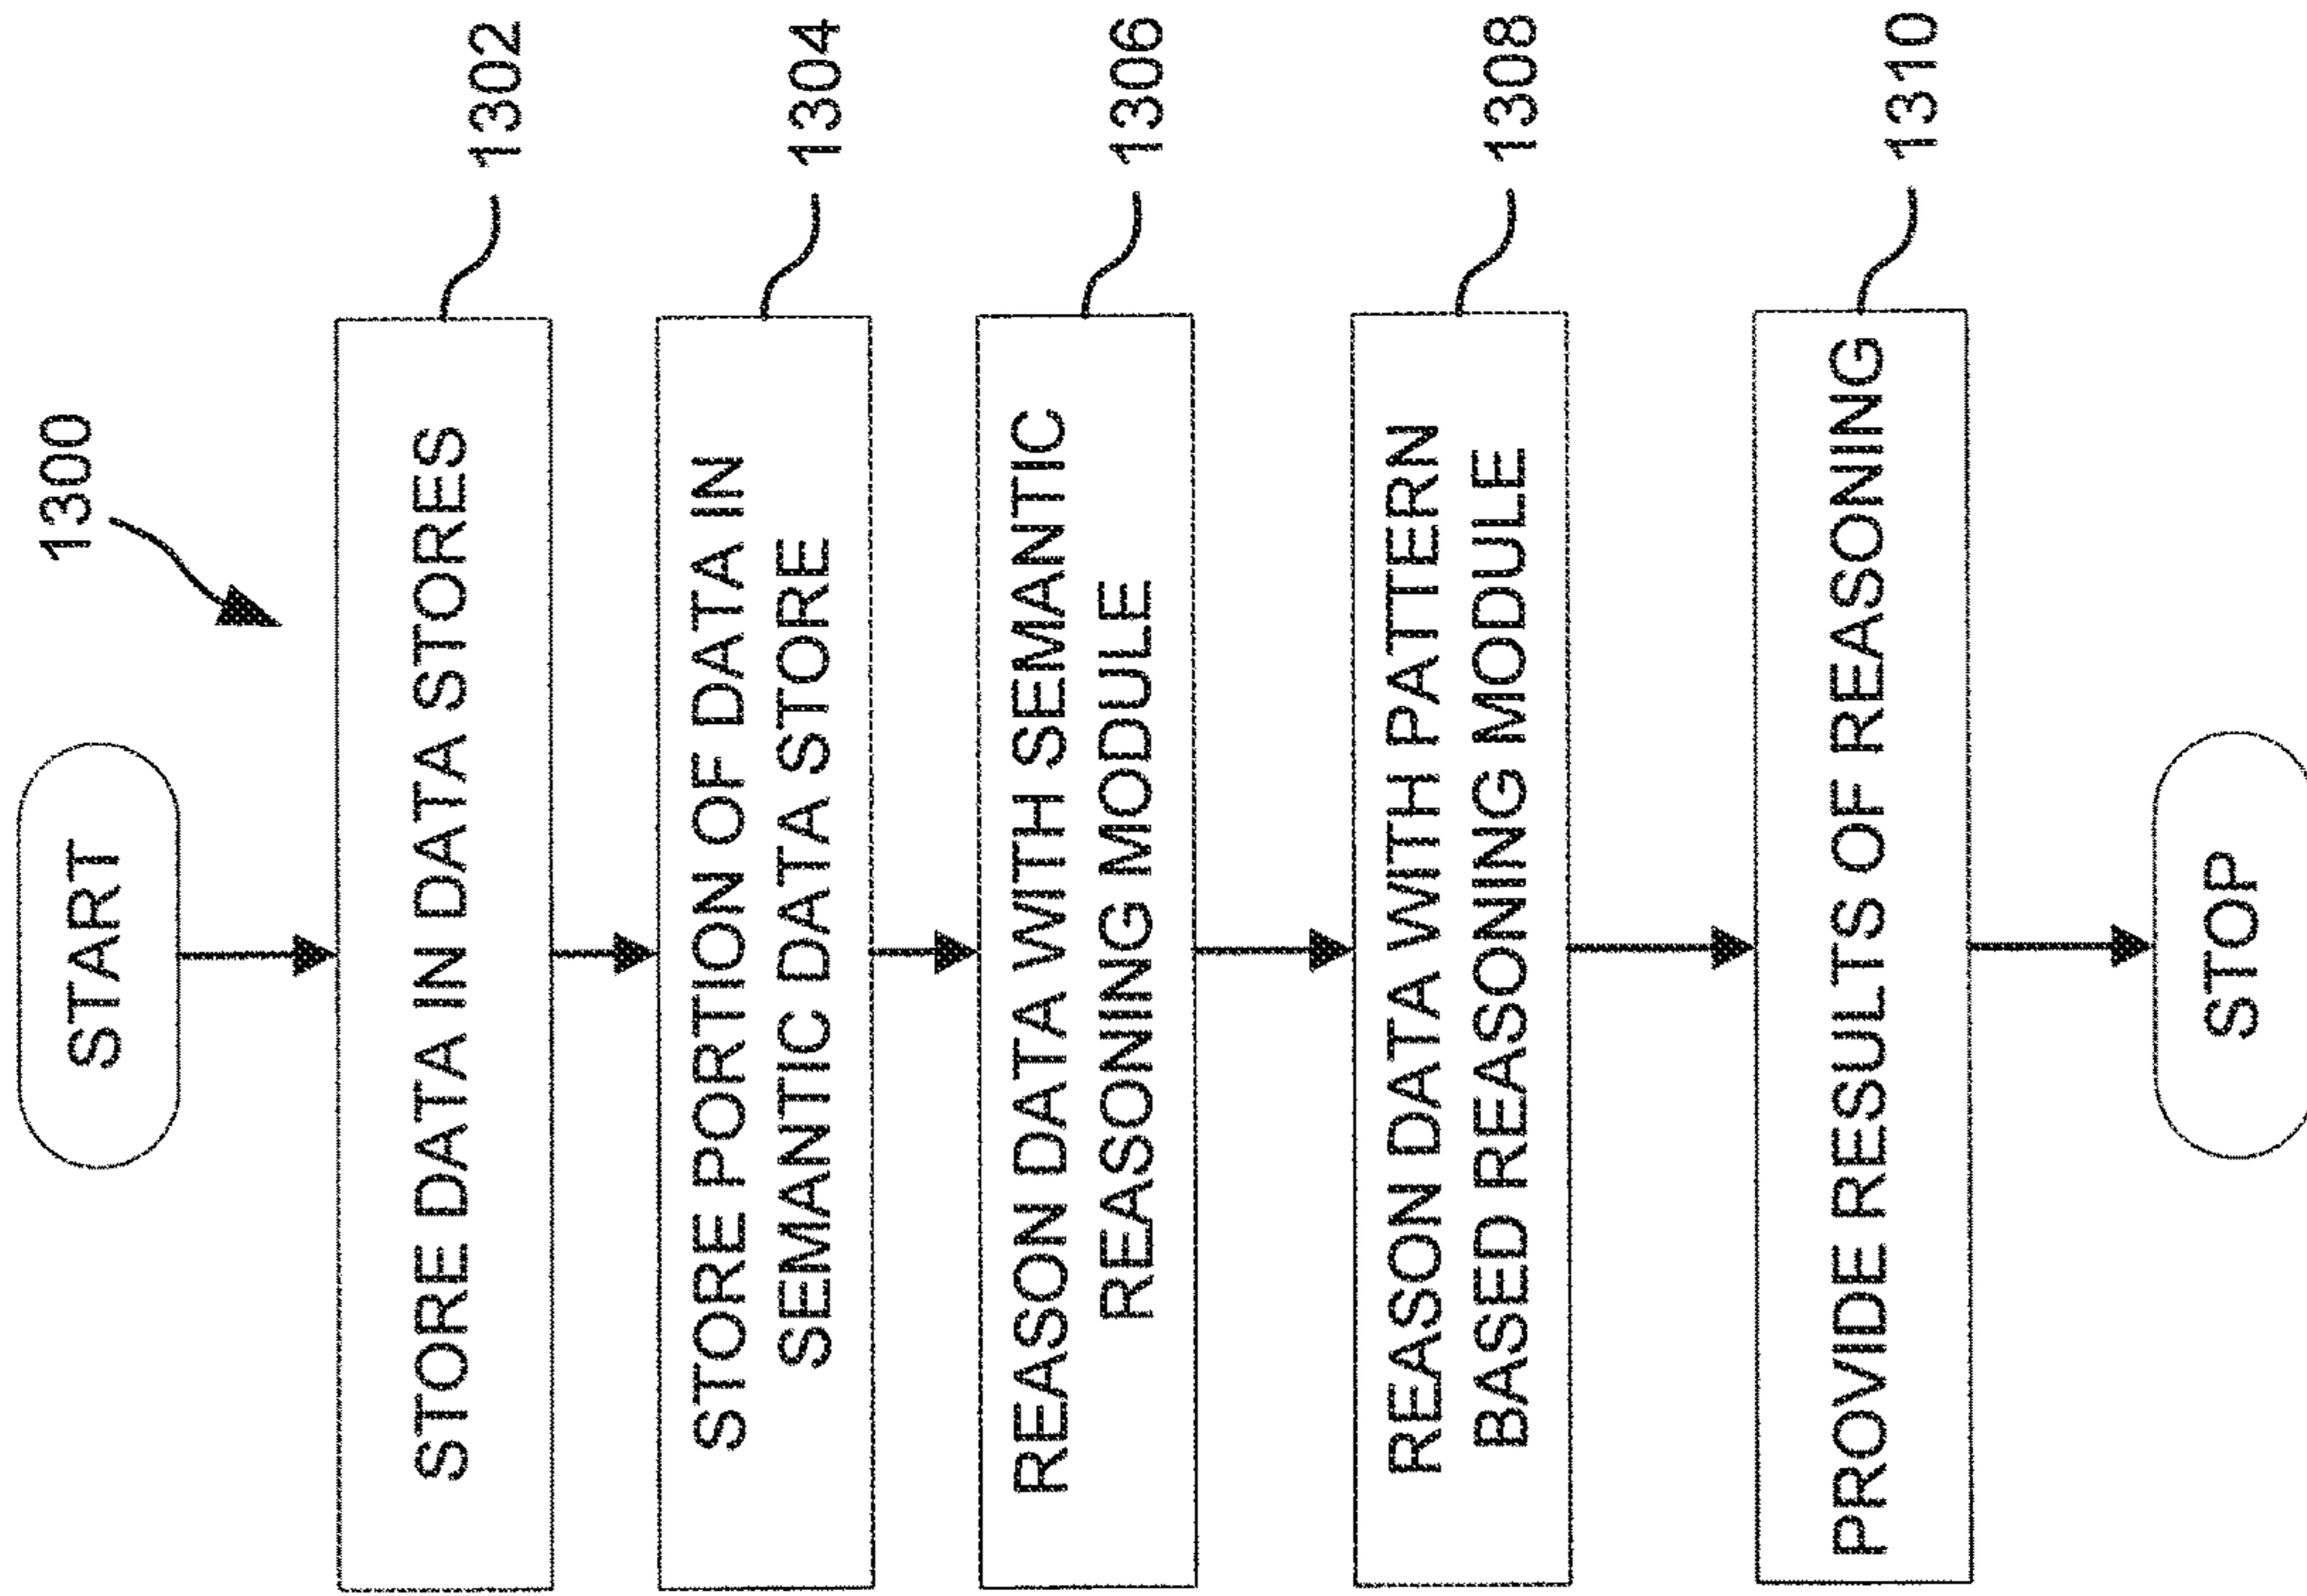 1300
START
STORE DATA IN DATA STORES
1302
STORE PORTION OF DATA IN
SEMANTIC DATA STORE
1304
REASON DATA WITH SEMANTIC
REASONING MODULE
1306
REASON DATA WITH PATTERN
BASED REASONING MODULE
1308
PROVIDE RESULTS OF REASONING
1310
STOP